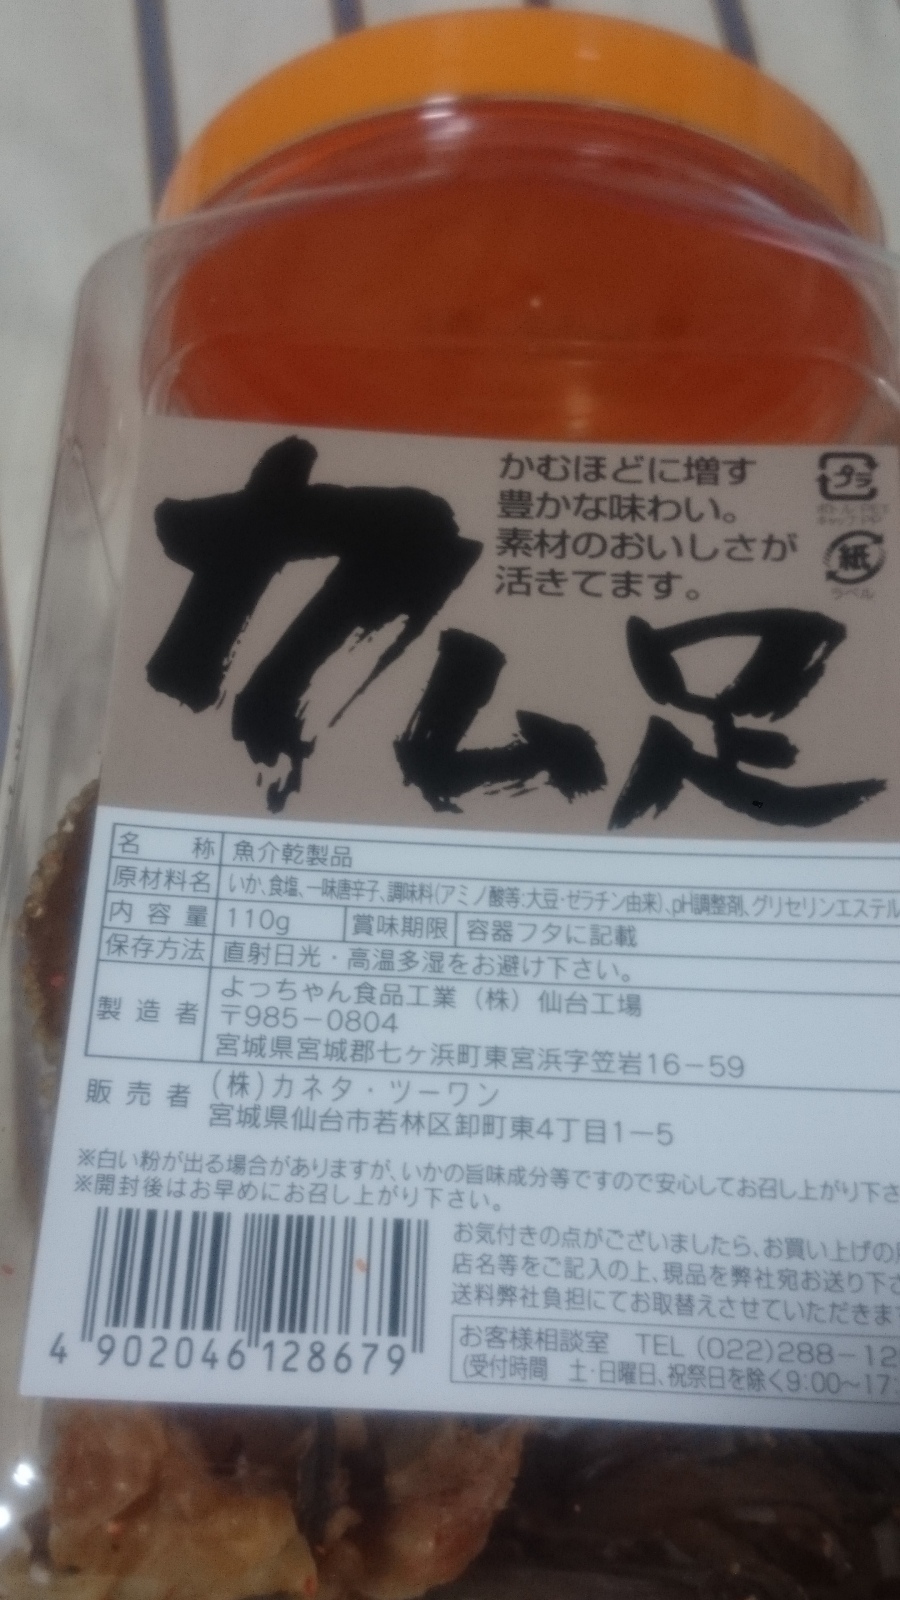 かむほどに増す
豊かな味わい。
素材のおいしさが
活きてます。
プラ
紙
ラベル
カム足
名称 魚介乾製品
原材料名 いか、食塩、一味唐辛子、調味料(アミノ酸等:大豆・ゼラチン由来)、pH調整剤、グリセリンエステル
内容量 110g 賞味期限 容器フタに記載
保存方法 直射日光・高温多湿をお避け下さい。
製造者 よっちゃん食品工業(株)仙台工場
〒985-0804
宮城県宮城郡七ヶ浜町東宮浜字笠岩16-59
販売者 (株)カネタ・ツーワン
宮城県仙台市若林区卸町東4丁目1-5
※白い粉が出る場合がありますが、いかの旨味成分等ですので安心してお召し上がり下さ
※開封後はお早めにお召し上がり下さい。
お気付きの点がございましたら、お買い上げの
店名等をご記入の上、現品を弊社宛お送り下さ
送料弊社負担にてお取替えさせていただきま
お客様相談室 TEL (022)288-12
(受付時間 土・日曜日、祝祭日を除く9:00〜17:
4 902046 128679